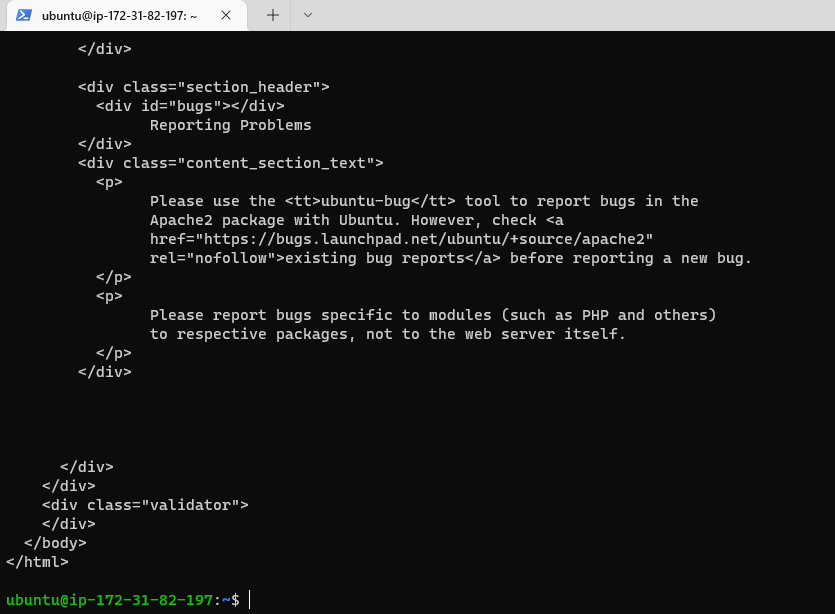 ubuntu@ip-172-31-82-197: ~
</div>
<div class="section_header">
<div id="bugs"></div>
Reporting Problems
</div>
<div class="content_section_text">
<p>
Please use the <tt>ubuntu-bug</tt> tool to report bugs in the
Apache2 package with Ubuntu. However, check <a
href="https://bugs.launchpad.net/ubuntu/+source/apache2"
rel="nofollow">existing bug reports</a> before reporting a new bug.
</p>
<p>
Please report bugs specific to modules (such as PHP and others)
to respective packages, not to the web server itself.
</p>
</div>
</div>
</div>
<div class="validator">
</div>
</body>
</html>
ubuntu@ip-172-31-82-197:~$